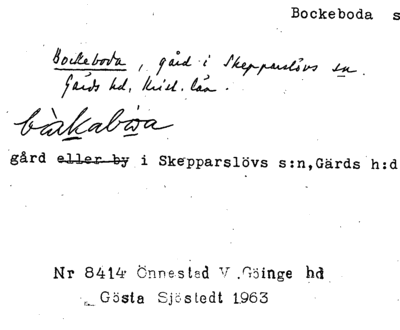 Bockeboda s
Bockeboda, gård i Skepparslövs sn.
Gärds hd, Krist. län.
gård eller by i Skepparslövs s:n, Gärds h:d
Nr 8414 Önnestad V. Göinge hd
Gösta Sjöstedt 1963